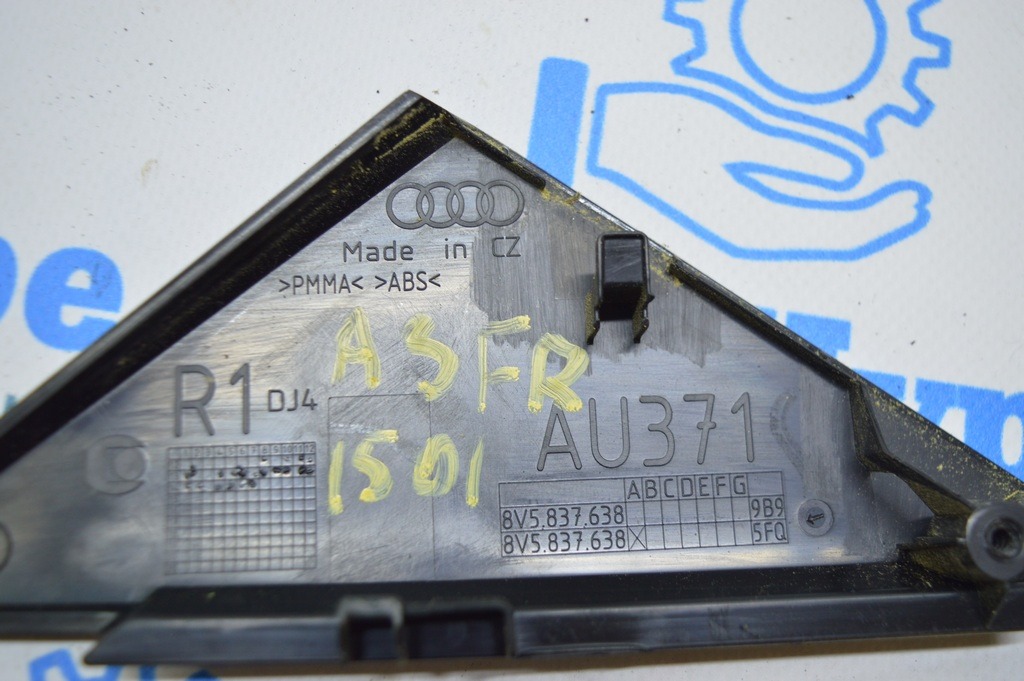 Made in CZ
>PMMA< >ABS<
A3FR
R1 DJ4
1501
AU371
ABCDEFG
8V5.837.638 9B9
8V5.837.638 X 5FQ